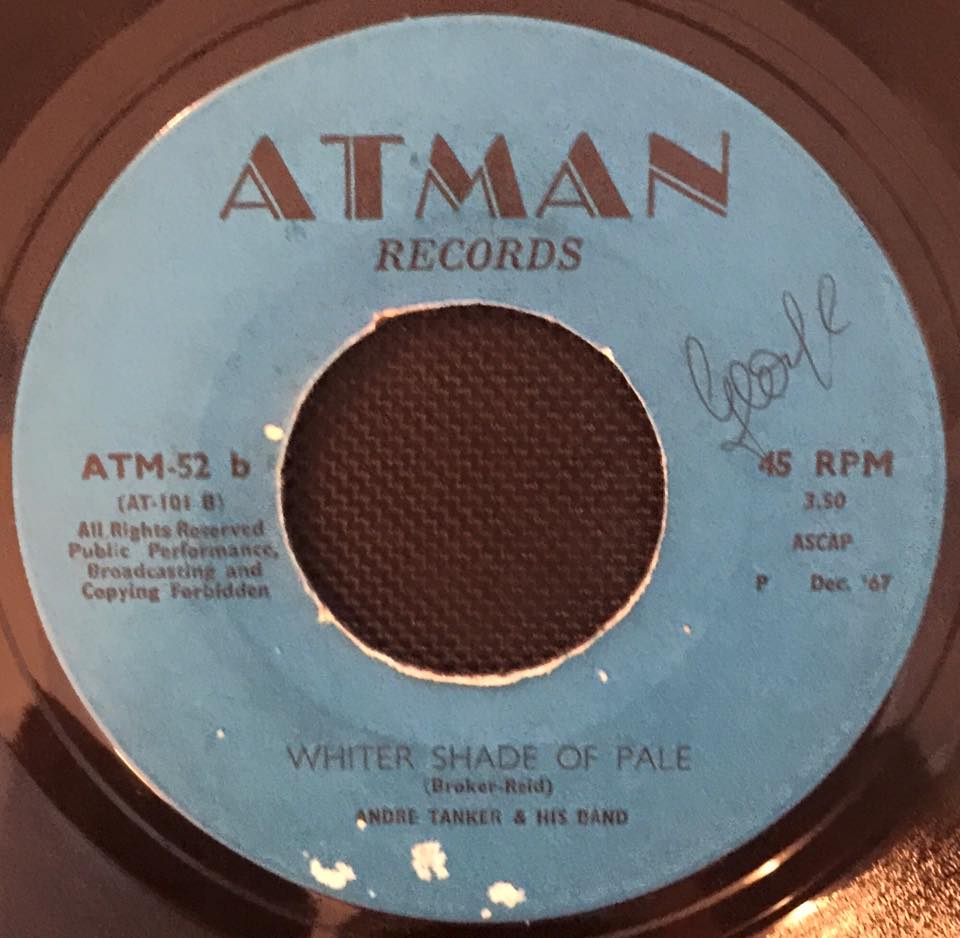 ATMAN
RECORDS
George
ATM-52 b
(AT-101 B)
All Rights Reserved
Public Performance,
Broadcasting and
Copying Forbidden
45 RPM
3.50
ASCAP
P Dec. '67
WHITER SHADE OF PALE
(Broker-Reid)
ANDRE TANKER & HIS BAND